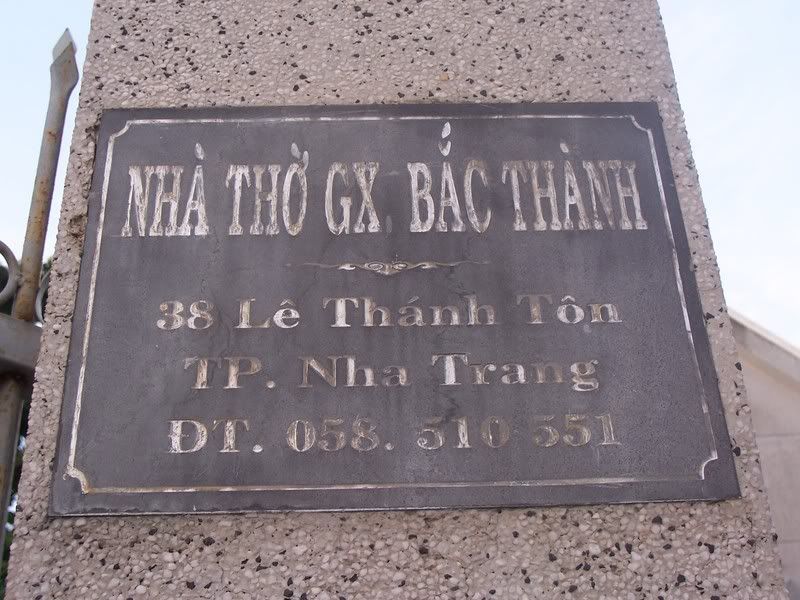 NHÀ THỜ GX BẮC THÀNH
38 Lê Thánh Tôn
TP. Nha Trang
ĐT. 058. 510 551